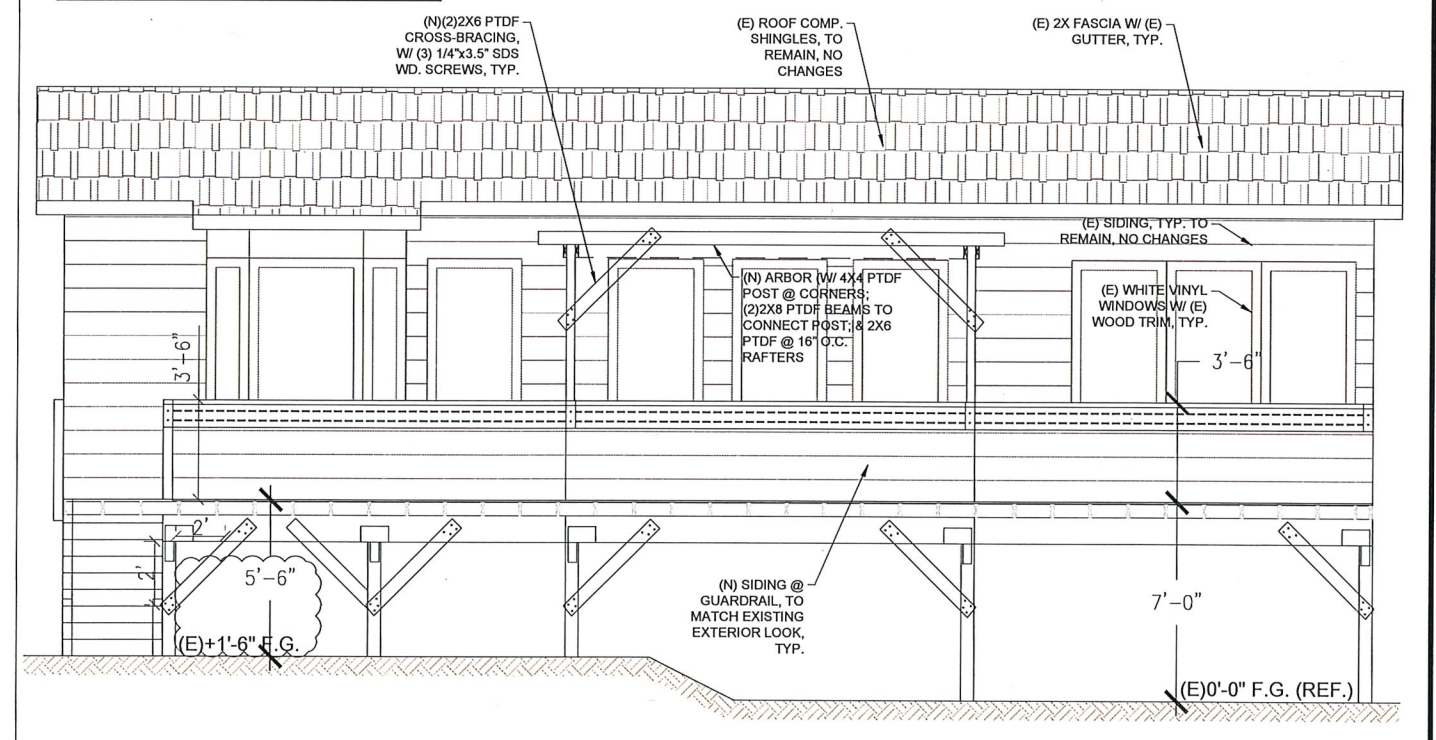 (N)(2)2X6 PTDF
CROSS-BRACING,
W/ (3) 1/4"x3.5" SDS
WD. SCREWS, TYP.
(E) ROOF COMP.
SHINGLES, TO
REMAIN, NO
CHANGES
(E) 2X FASCIA W/ (E)
GUTTER, TYP.
(E) SIDING, TYP. TO
REMAIN, NO CHANGES
(N) ARBOR (W/ 4X4 PTDF
POST @ CORNERS;
(2)2X8 PTDF BEAMS TO
CONNECT POST; & 2X6
PTDF @ 16" O.C.
RAFTERS
(E) WHITE VINYL
WINDOWS W/ (E)
WOOD TRIM, TYP.
3'-6"
3'-6"
2'
2'
5'-6"
(E)+1'-6" F.G.
(N) SIDING @
GUARDRAIL, TO
MATCH EXISTING
EXTERIOR LOOK,
TYP.
7'-0"
(E)0'-0" F.G. (REF.)